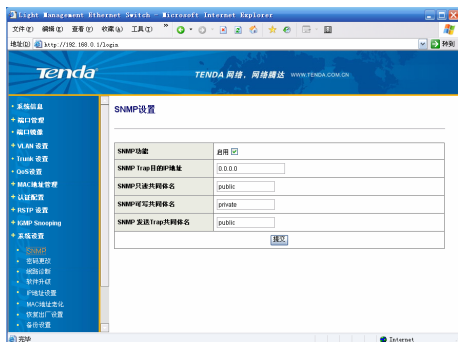 Light Management Ethernet Switch - Microsoft Internet Explorer
文件(F) 编辑(E) 查看(V) 收藏(A) 工具(T) »
地址(D) http://192.168.0.1/login 转到
Tenda TENDA 网络，网络腾达 WWW.TENDA.COM.CN
系统信息
+ 端口管理
端口镜像
+ VLAN 设置
Trunk 设置
QoS设置
+ MAC地址管理
+ 认证配置
+ RSTP 设置
+ IGMP Snooping
+ 系统设置
SNMP
密码更改
线路诊断
软件升级
IP地址设置
MAC地址老化
恢复出厂设置
备份设置
SNMP设置
SNMP功能 启用
SNMP Trap目的IP地址 0.0.0.0
SNMP只读共同体名 public
SNMP可写共同体名 private
SNMP 发送Trap共同体名 public
提交
完毕 Internet